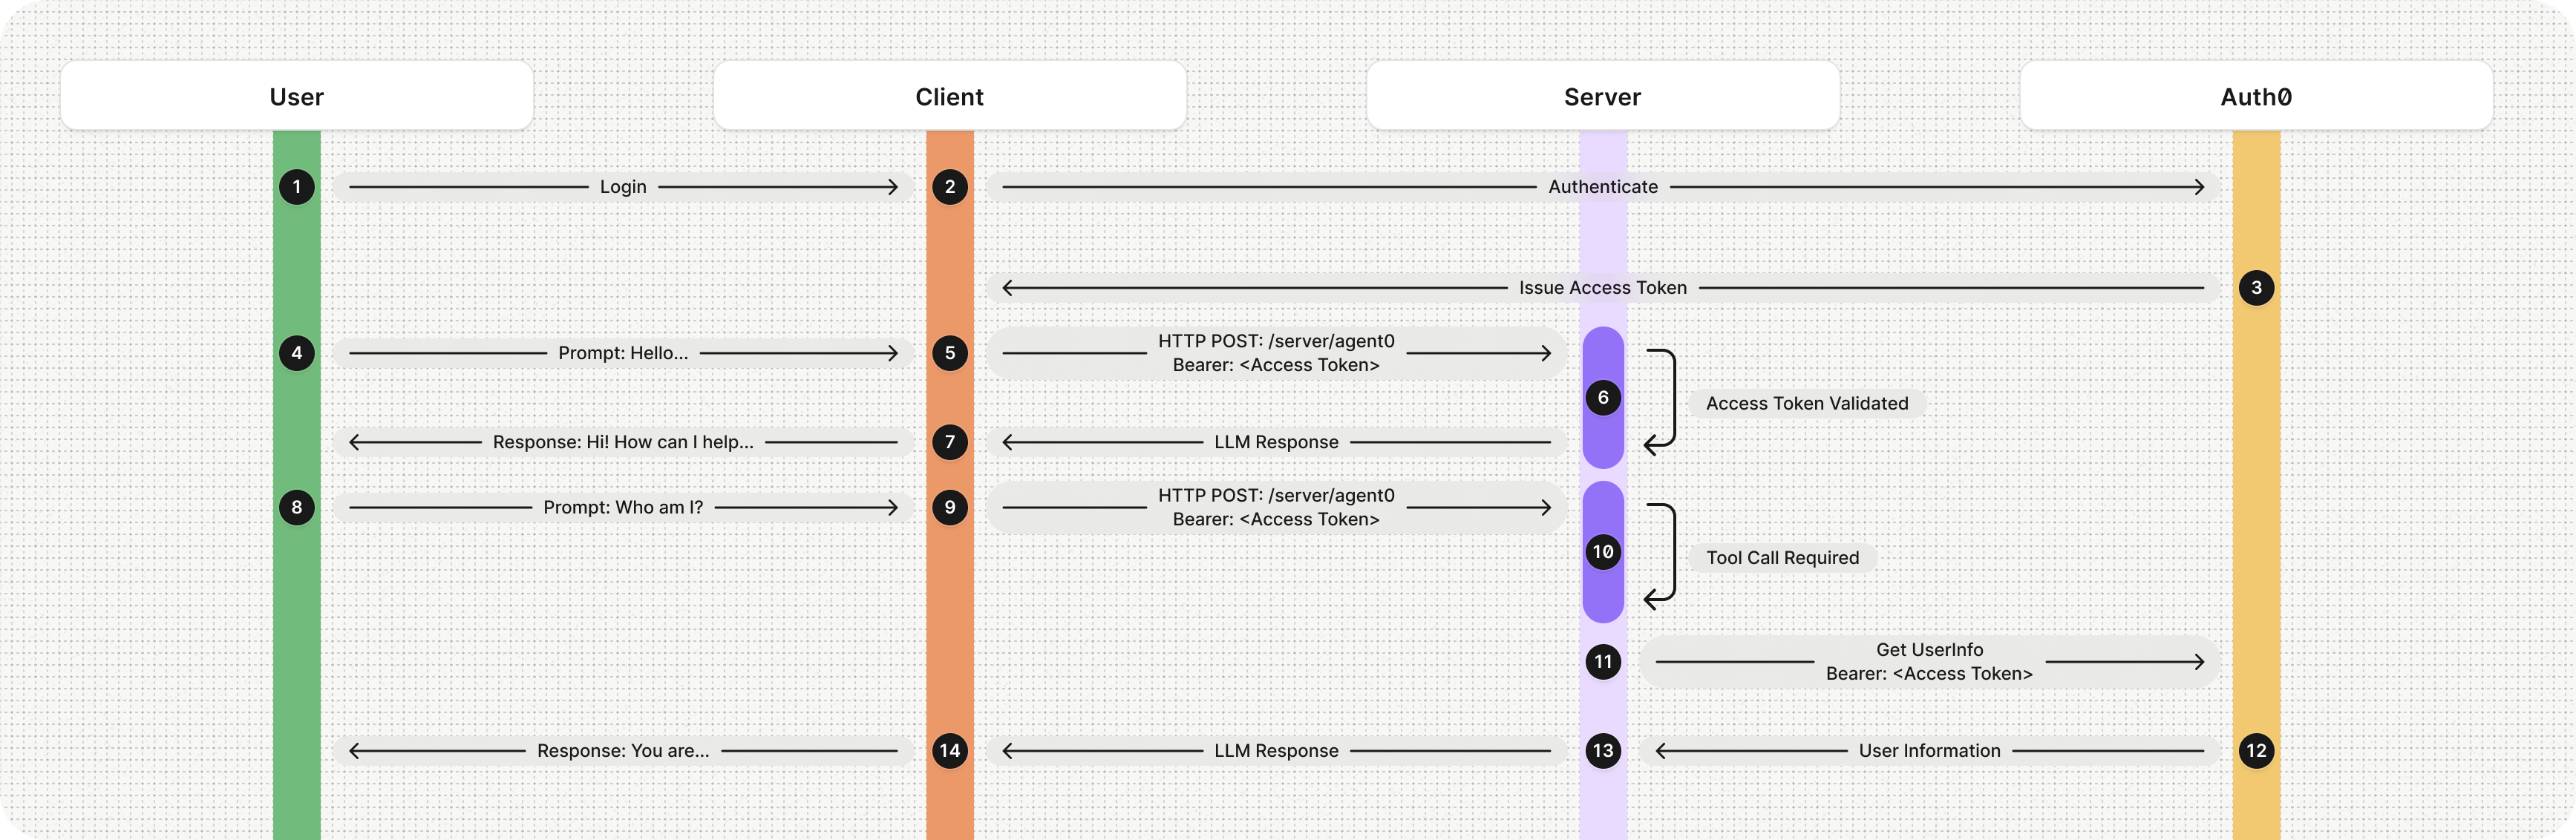 User
Client
Server
Auth0
1
Login
2
Authenticate
Issue Access Token
3
4
Prompt: Hello...
5
HTTP POST: /server/agent0
Bearer: <Access Token>
6
Access Token Validated
Response: Hi! How can I help...
7
LLM Response
8
Prompt: Who am I?
9
HTTP POST: /server/agent0
Bearer: <Access Token>
10
Tool Call Required
11
Get UserInfo
Bearer: <Access Token>
Response: You are...
14
LLM Response
13
User Information
12